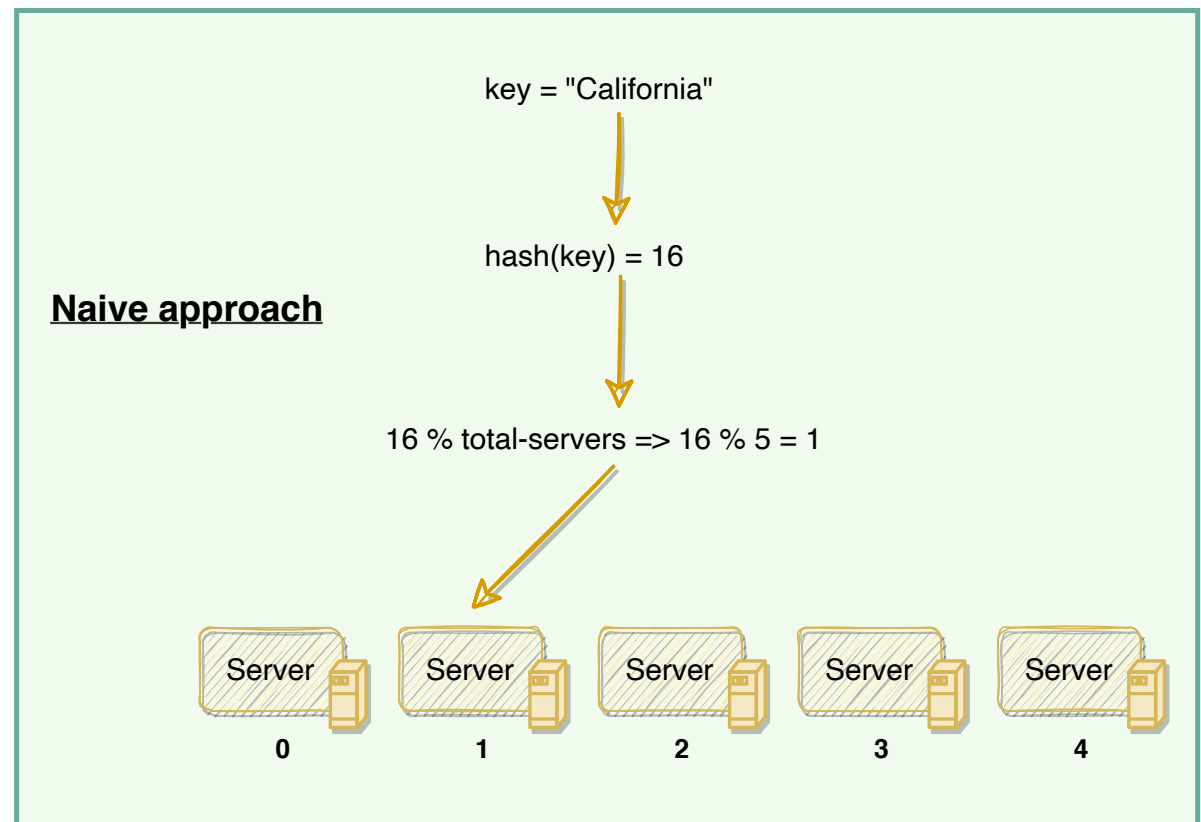 key = "California"
hash(key) = 16
Naive approach
16 % total-servers => 16 % 5 = 1
Server Server Server Server Server
0 1 2 3 4